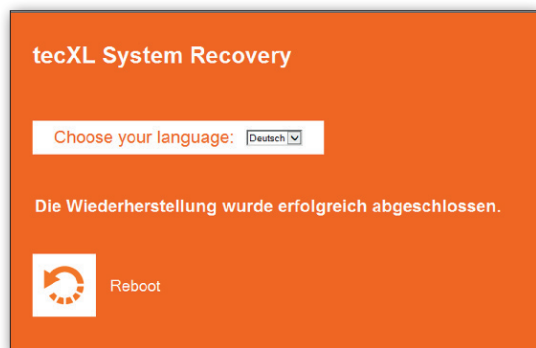 tecXL System Recovery
Choose your language: Deutsch
Die Wiederherstellung wurde erfolgreich abgeschlossen.
Reboot